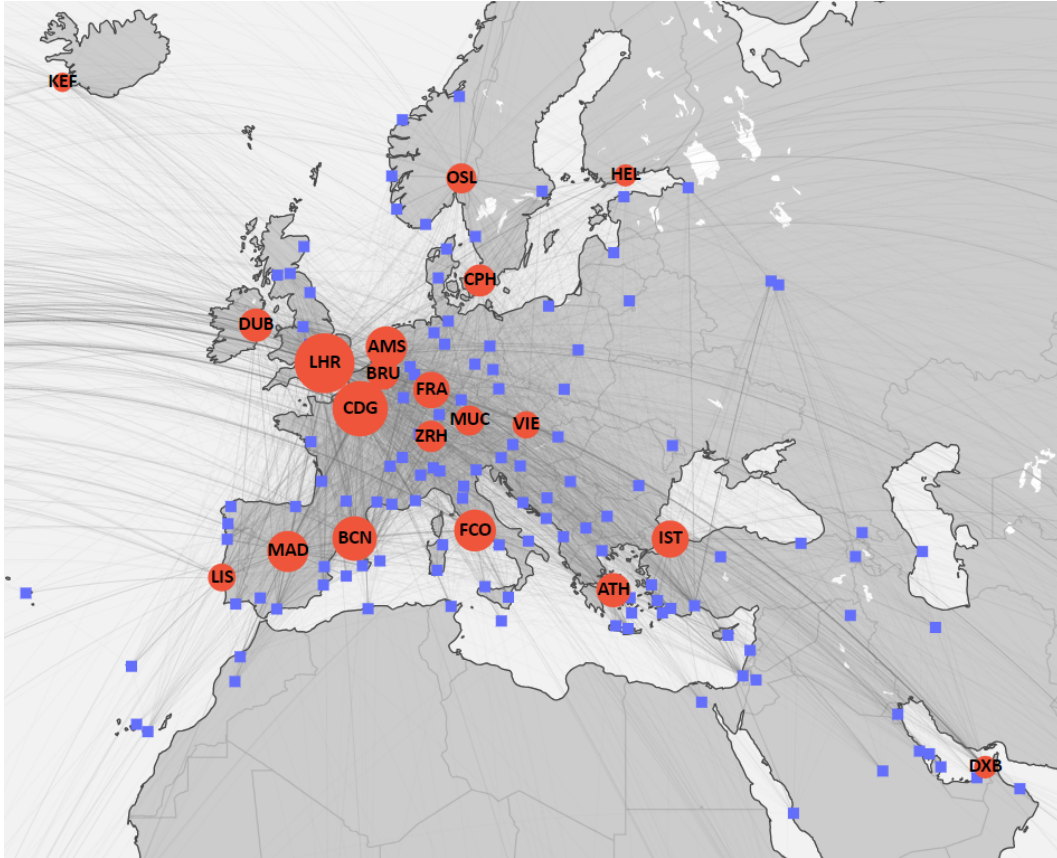 KEF
OSL
HEL
CPH
DUB
AMS
LHR
BRU
FRA
CDG
MUC
VIE
ZRH
FCO
BCN
IST
MAD
LIS
ATH
DXB